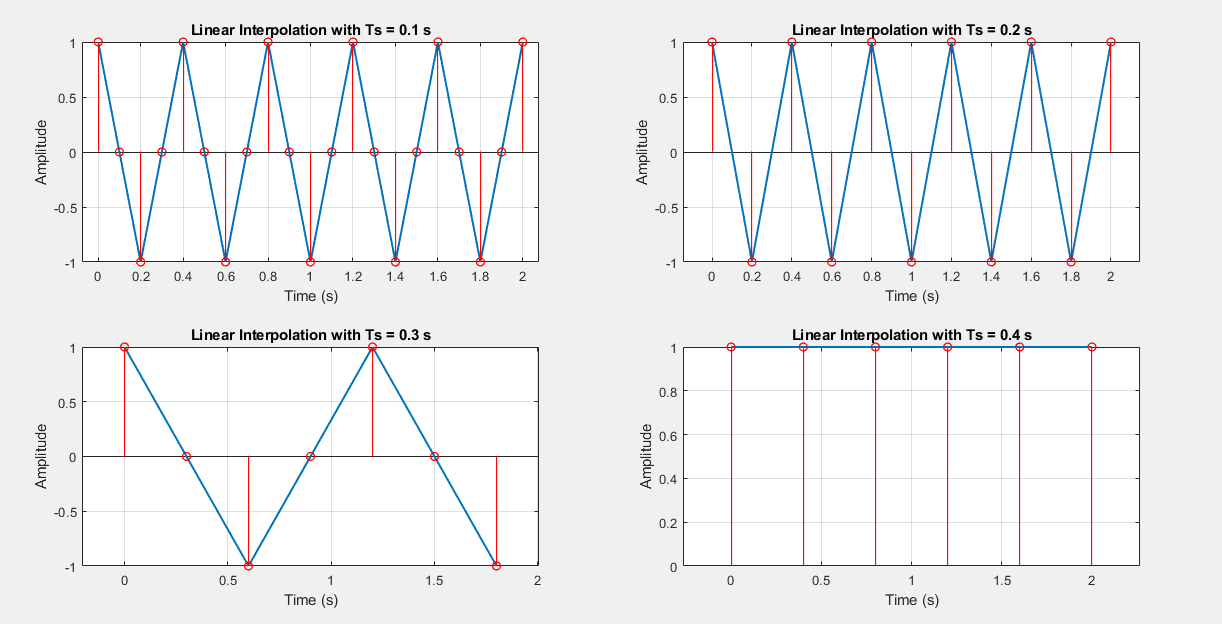 Linear Interpolation with Ts = 0.1 s
1
0.5
0
-0.5
-1
Amplitude
0 0.2 0.4 0.6 0.8 1 1.2 1.4 1.6 1.8 2
Time (s)
Linear Interpolation with Ts = 0.2 s
1
0.5
0
-0.5
-1
Amplitude
0 0.2 0.4 0.6 0.8 1 1.2 1.4 1.6 1.8 2
Time (s)
Linear Interpolation with Ts = 0.3 s
1
0.5
0
-0.5
-1
Amplitude
0 0.5 1 1.5 2
Time (s)
Linear Interpolation with Ts = 0.4 s
1
0.8
0.6
0.4
0.2
0
Amplitude
0 0.5 1 1.5 2
Time (s)